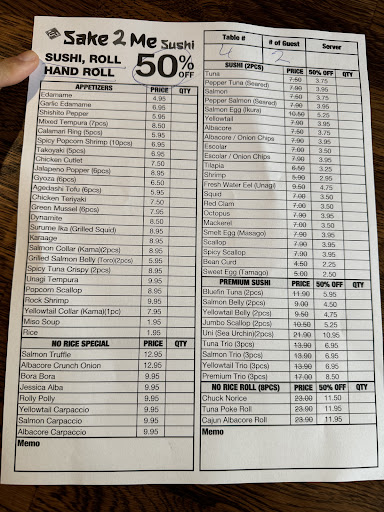 Sake 2 Me Sushi
SUSHI, ROLL
HAND ROLL
50% OFF
APPETIZERS PRICE QTY
Edamame 4.95
Garlic Edamame 6.95
Shishito Pepper 5.95
Mixed Tempura (7pcs) 8.50
Calamari Ring (5pcs) 5.95
Spicy Popcorn Shrimp (10pcs) 6.95
Takoyaki (5pcs) 6.95
Chicken Cutlet 7.50
Jalapeno Popper (6pcs) 8.95
Gyoza (6pcs) 6.50
Agedashi Tofu (6pcs) 5.95
Chicken Teriyaki 7.50
Green Mussel (6pcs) 7.95
Dynamite 8.50
Surume Ika (Grilled Squid) 8.95
Karaage 8.95
Salmon Collar (Kama)(2pcs) 8.95
Grilled Salmon Belly (Toro)(2pcs) 5.95
Spicy Tuna Crispy (2pcs) 8.95
Unagi Tempura 9.95
Popcorn Scallop 8.95
Rock Shrimp 9.95
Yellowtail Collar (Kama)(1pc) 7.95
Miso Soup 1.95
Rice 1.95
NO RICE SPECIAL PRICE QTY
Salmon Truffle 12.95
Albacore Crunch Onion 12.95
Bora Bora 9.95
Jessica Alba 9.95
Rolly Polly 9.95
Yellowtail Carpaccio 9.95
Salmon Carpaccio 9.95
Albacore Carpaccio 9.95
Memo
Table # # of Guest Server
4 2
SUSHI (2PCS) PRICE 50% OFF QTY
Tuna 7.50 3.75
Pepper Tuna (Seared) 7.90 3.95
Salmon 7.50 3.75
Pepper Salmon (Seared) 7.90 3.95
Salmon Egg (Ikura) 10.50 5.25
Yellowtail 7.50 3.75
Albacore 7.50 3.75
Albacore / Onion Chips 7.90 3.95
Escolar 7.00 3.50
Escolar / Onion Chips 7.90 3.95
Tilapia 6.50 3.25
Shrimp 5.90 2.95
Fresh Water Eel (Unagi) 9.50 4.75
Squid 7.00 3.50
Red Clam 7.00 3.50
Octopus 7.90 3.95
Mackerel 7.00 3.50
Smelt Egg (Masago) 7.90 3.95
Scallop 7.90 3.95
Spicy Scallop 7.90 3.95
Bean Curd 4.50 2.25
Sweet Egg (Tamago) 5.00 2.50
PREMIUM SUSHI PRICE 50% OFF QTY
Bluefin Tuna (2pcs) 11.90 5.95
Salmon Belly (2pcs) 9.00 4.50
Yellowtail Belly (2pcs) 9.50 4.75
Jumbo Scallop (2pcs) 10.50 5.25
Uni (Sea Urchin)(2pcs) 21.90 10.95
Tuna Trio (3pcs) 13.90 6.95
Salmon Trio (3pcs) 13.90 6.95
Yellowtail Trio (3pcs) 13.90 6.95
Premium Trio (3pcs) 17.00 8.50
NO RICE ROLL (8PCS) PRICE 50% OFF QTY
Chuck Norice 23.00 11.50
Tuna Poke Roll 23.90 11.95
Cajun Albacore Roll 23.90 11.95
Memo